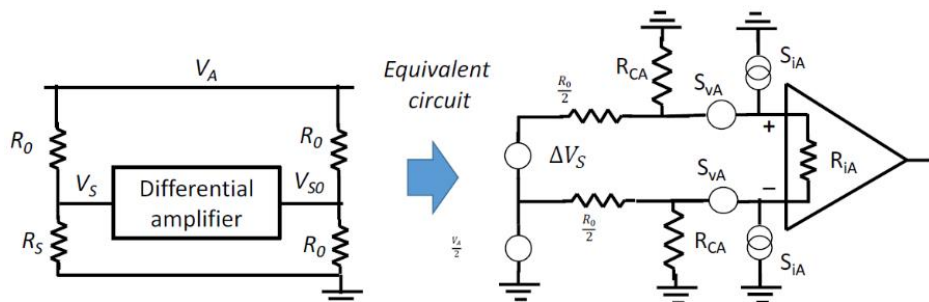 V_A
R_0
R_0
V_S
Differential
amplifier
V_S0
R_S
R_0
Equivalent
circuit
R_0/2
R_CA
S_vA
S_iA
+
ΔV_S
R_iA
S_vA
−
R_0/2
V_A/2
R_CA
S_iA